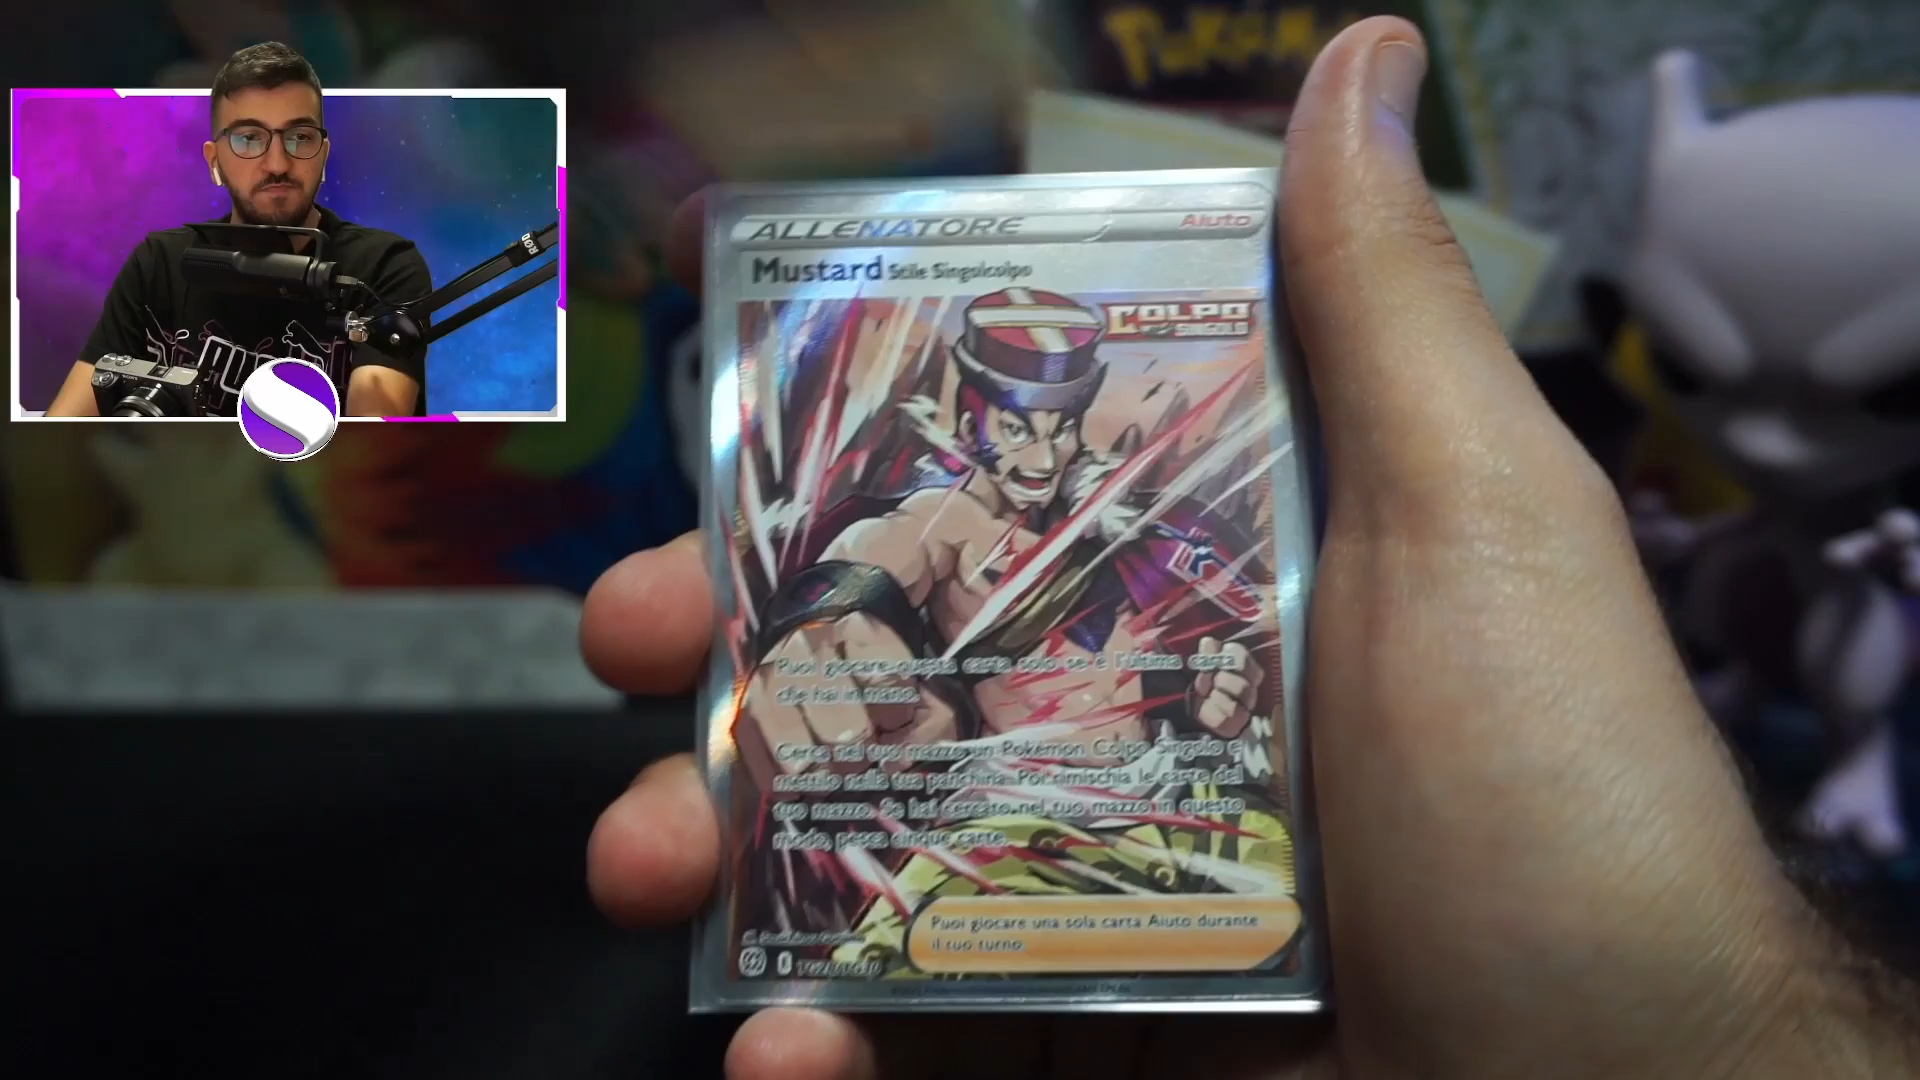 POKÉMON
RØDE
SONY
ALLENATORE
Aiuto
Mustard Stile Singolcolpo
COLPO
SINGOLO
Puoi giocare questa carta solo se è l'ultima carta
che hai in mano.
Cerca nel tuo mazzo un Pokémon Colpo Singolo e
mettilo nella tua panchina. Poi rimischia le carte del
tuo mazzo. Se hai cercato nel tuo mazzo in questo
modo, pesca cinque carte.
Puoi giocare una sola carta Aiuto durante
il tuo turno.